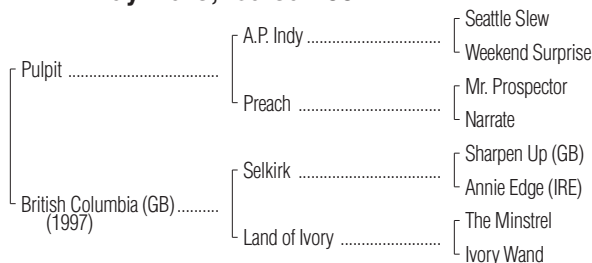 A.P. Indy ..........................................
Seattle Slew
Weekend Surprise
Pulpit ...............................................
Preach ............................................
Mr. Prospector
Narrate
Selkirk ..............................................
Sharpen Up (GB)
Annie Edge (IRE)
British Columbia (GB)............
(1997)
Land of Ivory ................................
The Minstrel
Ivory Wand